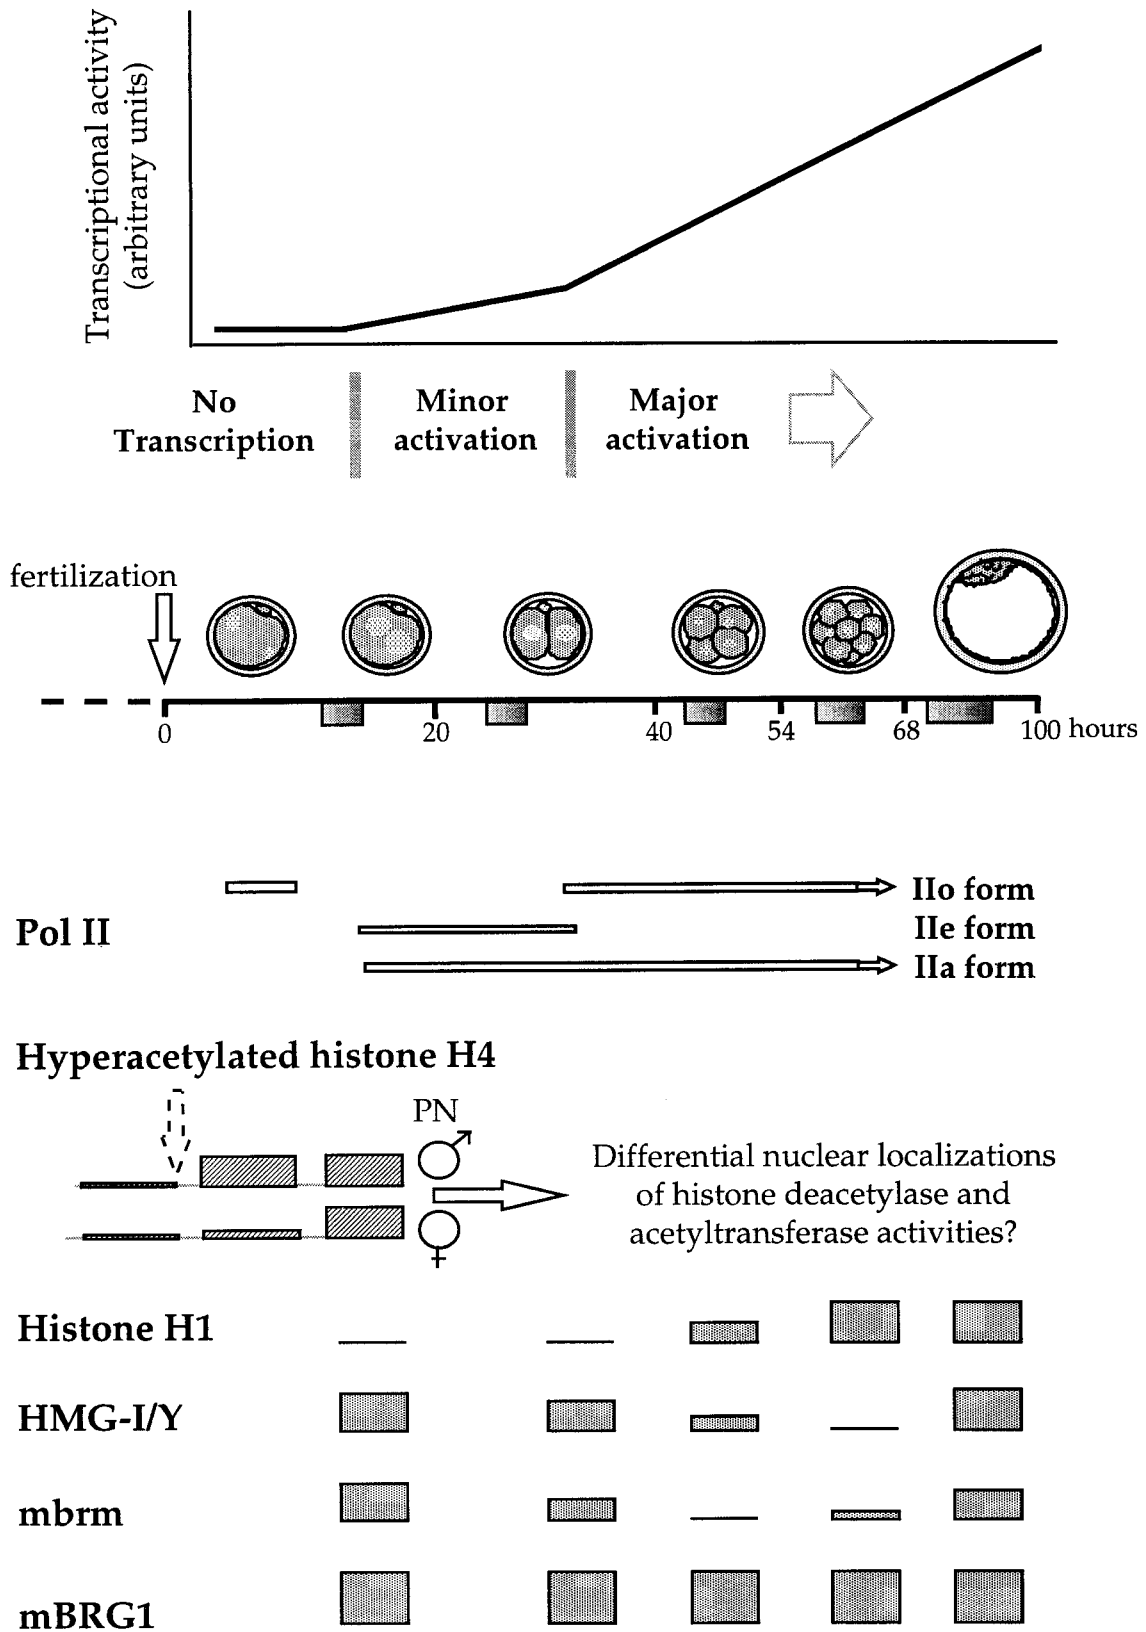 Transcriptional activity
(arbitrary units)
No
Transcription
Minor
activation
Major
activation
fertilization
0
20
40
54
68
100 hours
Pol II
IIo form
IIe form
IIa form
Hyperacetylated histone H4
PN
Differential nuclear localizations
of histone deacetylase and
acetyltransferase activities?
Histone H1
HMG-I/Y
mbrm
mBRG1